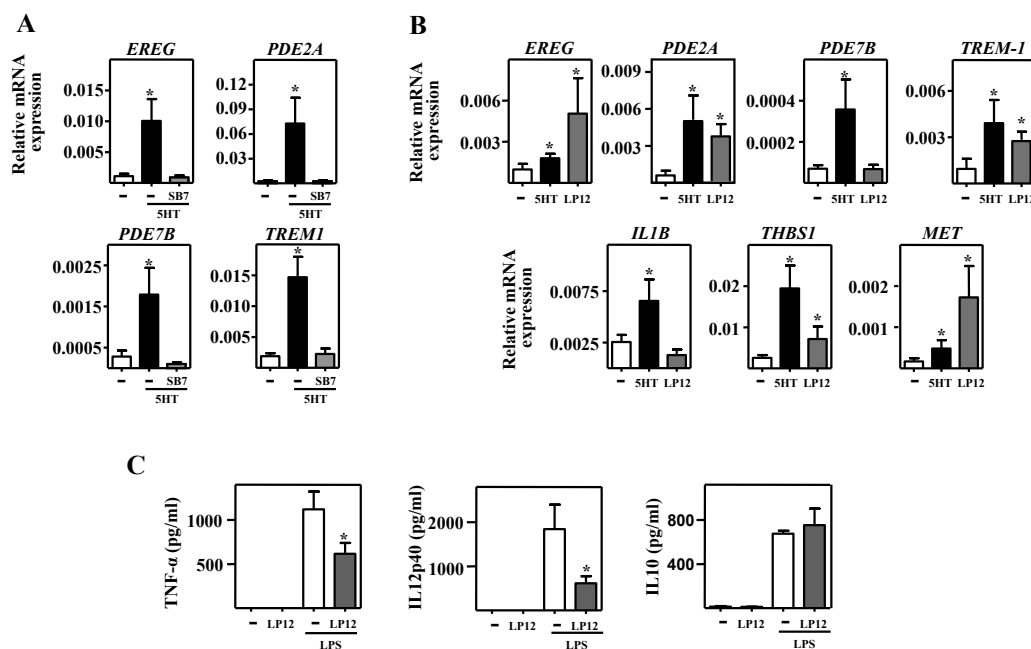 A
B
EREG
PDE2A
Relative mRNA
expression
0.015
0.010
0.005
0.12
0.09
0.06
0.03
– – SB7
5HT
– – SB7
5HT
PDE7B
TREM1
0.0025
0.0015
0.0005
0.015
0.010
0.005
– – SB7
5HT
– – SB7
5HT
EREG
PDE2A
PDE7B
TREM-1
Relative mRNA
expression
0.006
0.003
0.009
0.006
0.003
0.0004
0.0002
0.006
0.003
– 5HT LP12
– 5HT LP12
– 5HT LP12
– 5HT LP12
IL1B
THBS1
MET
Relative mRNA
expression
0.0075
0.0025
0.02
0.01
0.002
0.001
– 5HT LP12
– 5HT LP12
– 5HT LP12
C
TNF-α (pg/ml)
1000
500
– LP12 – LP12
LPS
IL12p40 (pg/ml)
2000
1000
– LP12 – LP12
LPS
IL10 (pg/ml)
800
400
– LP12 – LP12
LPS